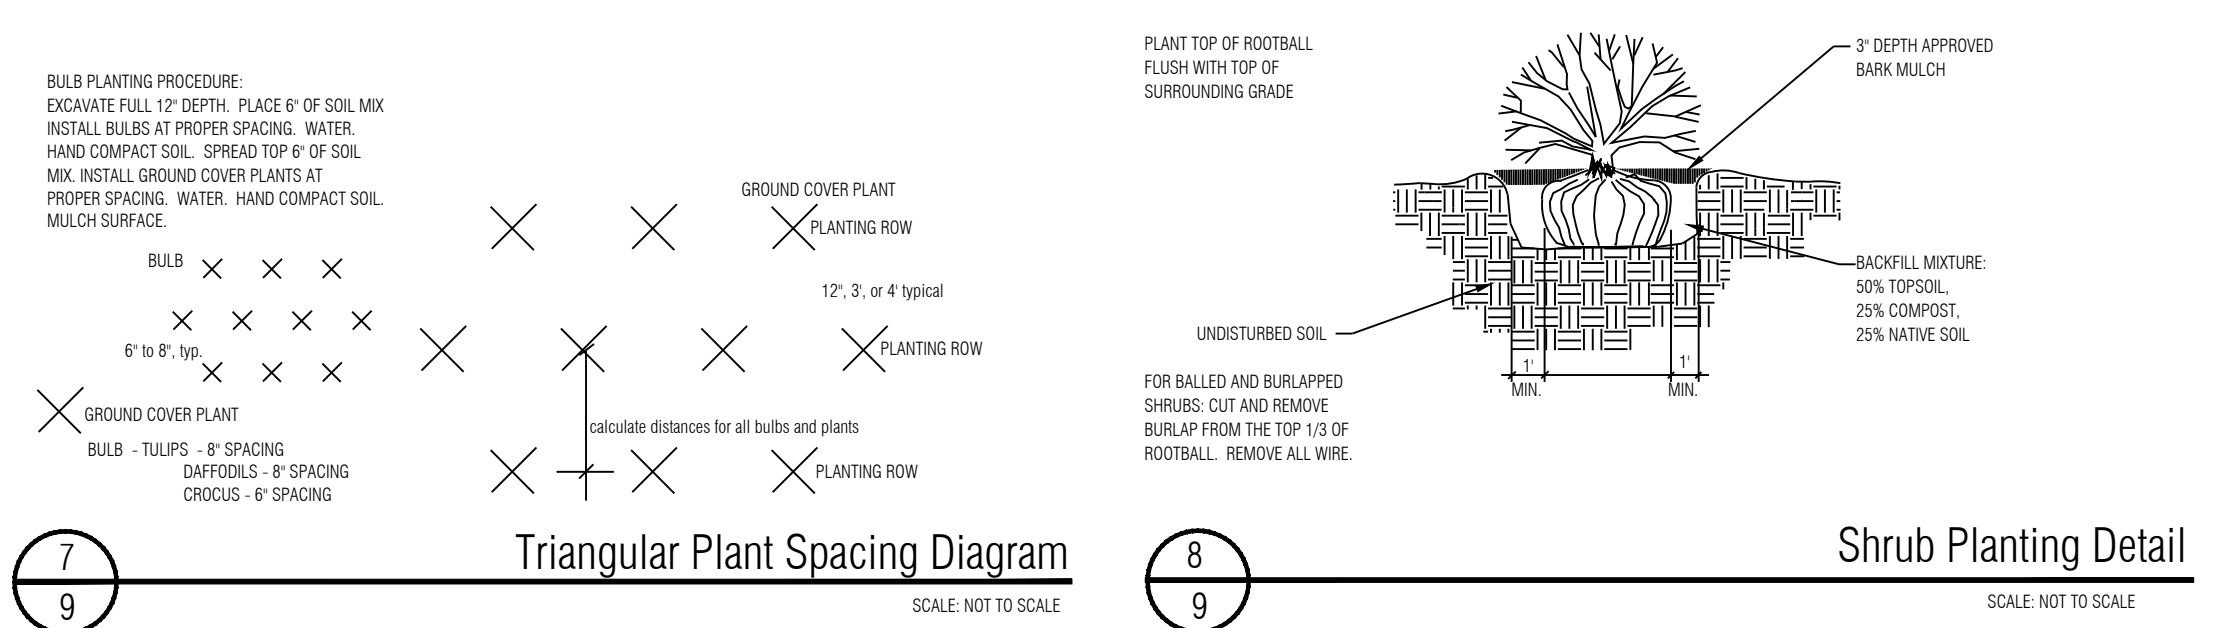 BULB PLANTING PROCEDURE:
EXCAVATE FULL 12" DEPTH.  PLACE 6" OF SOIL MIX
INSTALL BULBS AT PROPER SPACING.  WATER.
HAND COMPACT SOIL.  SPREAD TOP 6" OF SOIL
MIX. INSTALL GROUND COVER PLANTS AT
PROPER SPACING.  WATER.  HAND COMPACT SOIL.
MULCH SURFACE.
GROUND COVER PLANT
PLANTING ROW
BULB
12", 3', or 4' typical
6" to 8", typ.
PLANTING ROW
GROUND COVER PLANT
calculate distances for all bulbs and plants
BULB  - TULIPS  - 8" SPACING
DAFFODILS - 8" SPACING
CROCUS - 6" SPACING
PLANTING ROW
7
9
Triangular Plant Spacing Diagram
SCALE: NOT TO SCALE
PLANT TOP OF ROOTBALL
FLUSH WITH TOP OF
SURROUNDING GRADE
3" DEPTH APPROVED
BARK MULCH
BACKFILL MIXTURE:
50% TOPSOIL,
25% COMPOST,
25% NATIVE SOIL
UNDISTURBED SOIL
1'
MIN.
1'
MIN.
FOR BALLED AND BURLAPPED
SHRUBS: CUT AND REMOVE
BURLAP FROM THE TOP 1/3 OF
ROOTBALL.  REMOVE ALL WIRE.
8
9
Shrub Planting Detail
SCALE: NOT TO SCALE